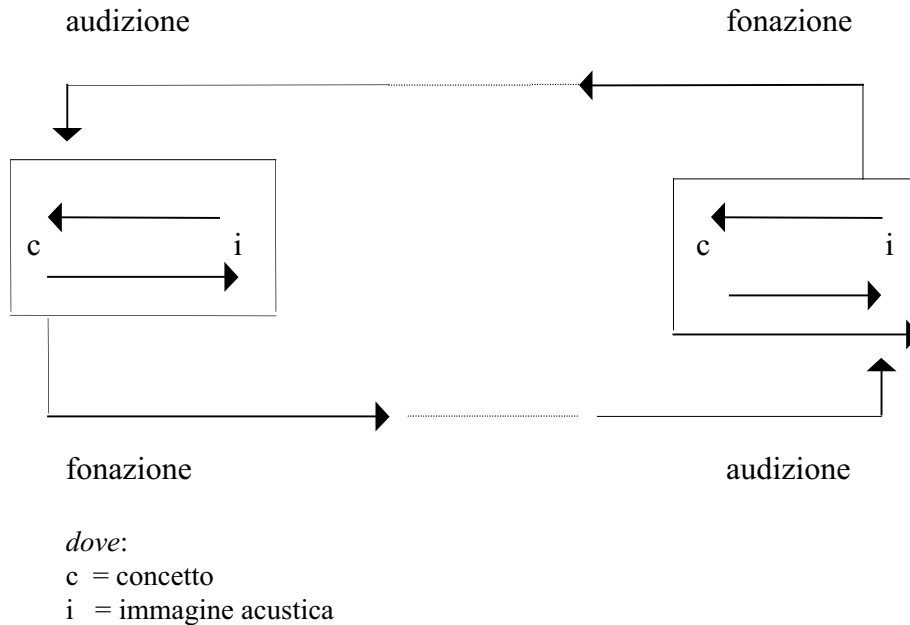 audizione fonazione
c i c i
fonazione audizione
dove:
c = concetto
i = immagine acustica